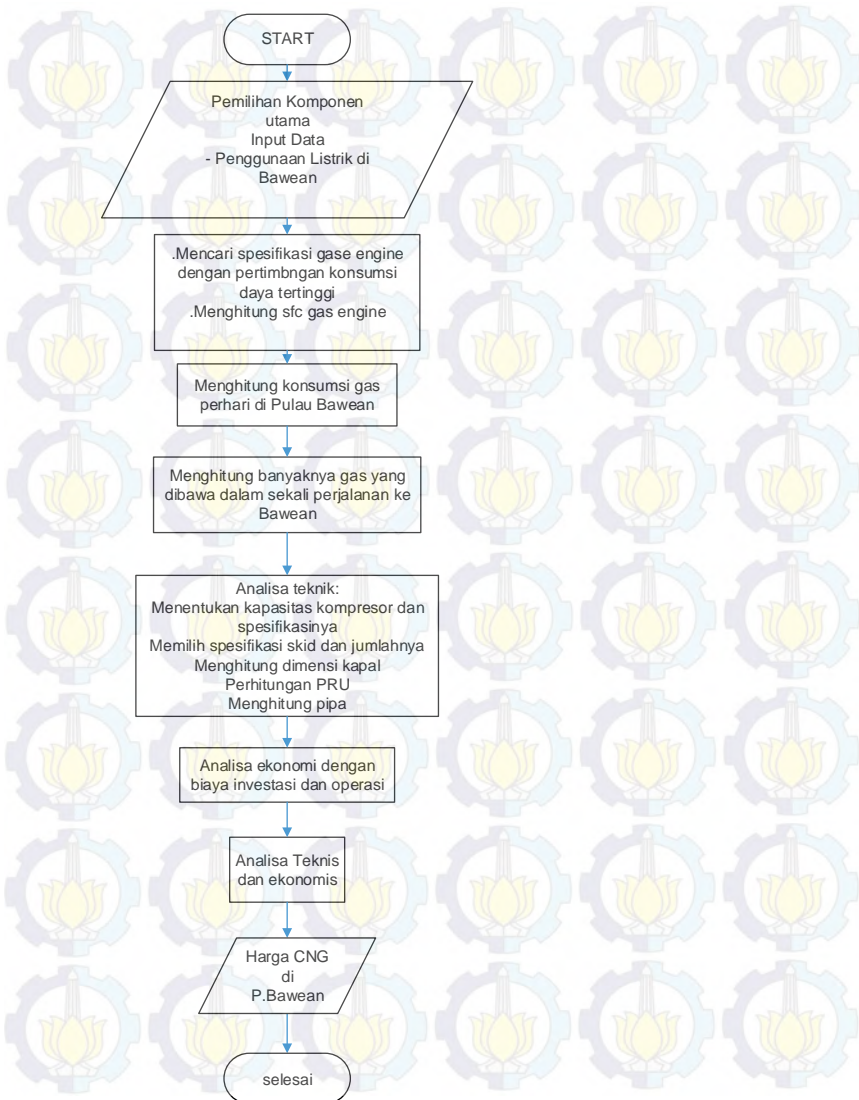 START
Pemilihan Komponen
utama
Input Data
- Penggunaan Listrik di
Bawean
.Mencari spesifikasi gase engine
dengan pertimbngan konsumsi
daya tertinggi
.Menghitung sfc gas engine
Menghitung konsumsi gas
perhari di Pulau Bawean
Menghitung banyaknya gas yang
dibawa dalam sekali perjalanan ke
Bawean
Analisa teknik:
Menentukan kapasitas kompresor dan
spesifikasinya
Memilih spesifikasi skid dan jumlahnya
Menghitung dimensi kapal
Perhitungan PRU
Menghitung pipa
Analisa ekonomi dengan
biaya investasi dan operasi
Analisa Teknis
dan ekonomis
Harga CNG
di
P.Bawean
selesai